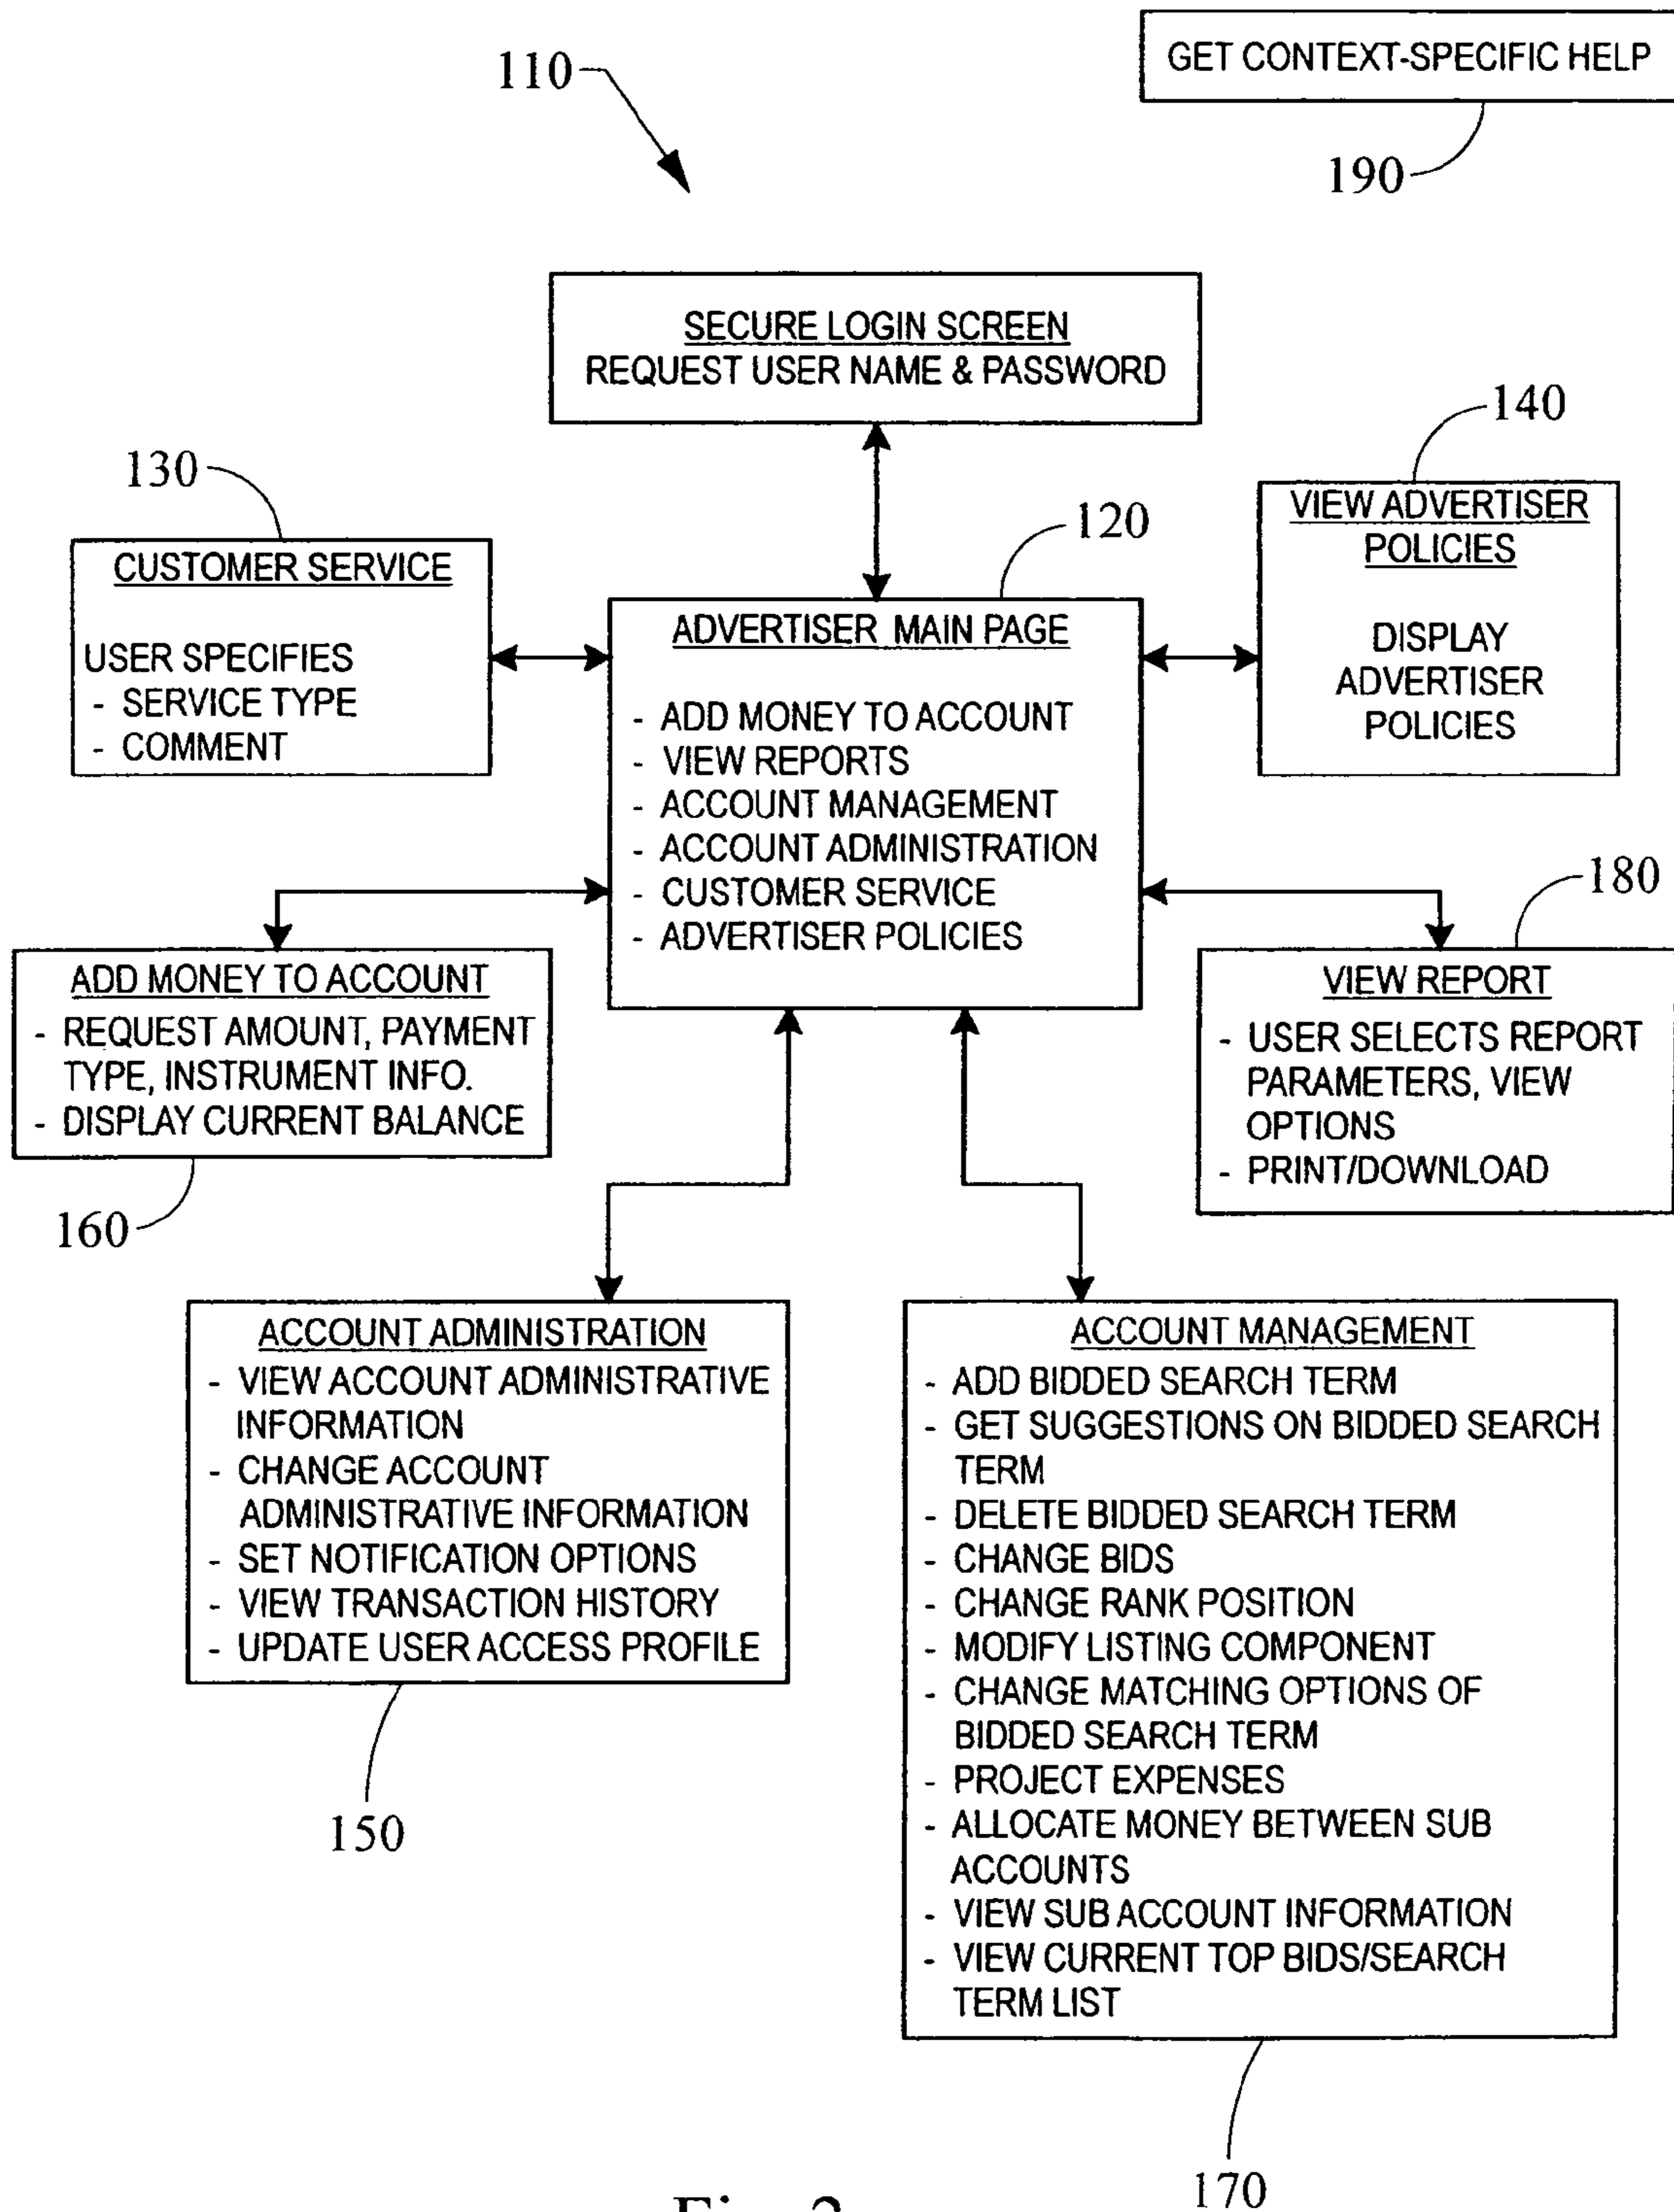 GET CONTEXT-SPECIFIC HELP
110
190
SECURE LOGIN SCREEN
REQUEST USER NAME & PASSWORD
140
130
VIEW ADVERTISER
POLICIES
DISPLAY
ADVERTISER
POLICIES
120
CUSTOMER SERVICE
USER SPECIFIES
- SERVICE TYPE
- COMMENT
ADVERTISER MAIN PAGE
- ADD MONEY TO ACCOUNT
- VIEW REPORTS
- ACCOUNT MANAGEMENT
- ACCOUNT ADMINISTRATION
- CUSTOMER SERVICE
- ADVERTISER POLICIES
180
ADD MONEY TO ACCOUNT
- REQUEST AMOUNT, PAYMENT
TYPE, INSTRUMENT INFO.
- DISPLAY CURRENT BALANCE
160
VIEW REPORT
- USER SELECTS REPORT
PARAMETERS, VIEW
OPTIONS
- PRINT/DOWNLOAD
ACCOUNT ADMINISTRATION
- VIEW ACCOUNT ADMINISTRATIVE
INFORMATION
- CHANGE ACCOUNT
ADMINISTRATIVE INFORMATION
- SET NOTIFICATION OPTIONS
- VIEW TRANSACTION HISTORY
- UPDATE USER ACCESS PROFILE
150
ACCOUNT MANAGEMENT
- ADD BIDDED SEARCH TERM
- GET SUGGESTIONS ON BIDDED SEARCH
TERM
- DELETE BIDDED SEARCH TERM
- CHANGE BIDS
- CHANGE RANK POSITION
- MODIFY LISTING COMPONENT
- CHANGE MATCHING OPTIONS OF
BIDDED SEARCH TERM
- PROJECT EXPENSES
- ALLOCATE MONEY BETWEEN SUB
ACCOUNTS
- VIEW SUB ACCOUNT INFORMATION
- VIEW CURRENT TOP BIDS/SEARCH
TERM LIST
170
Fig. 2